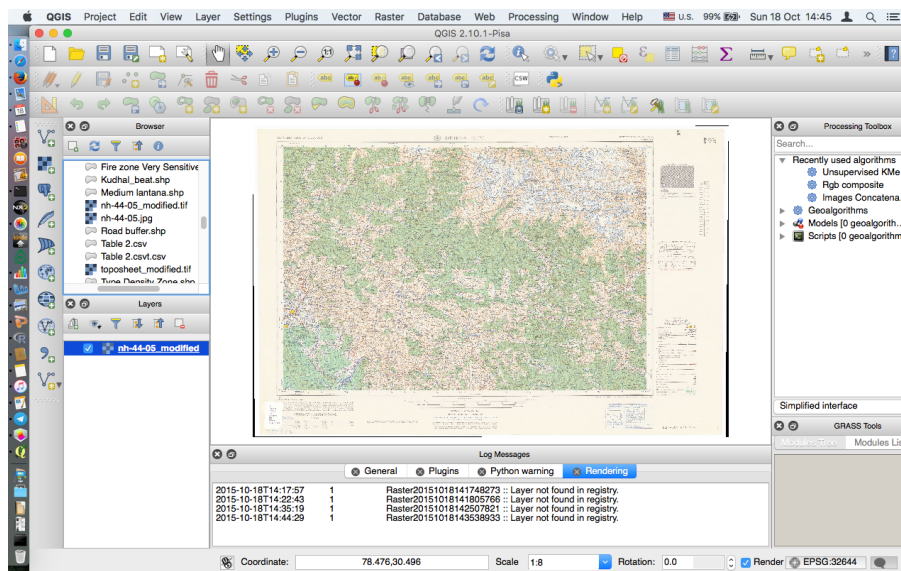 QGIS Project Edit View Layer Settings Plugins Vector Raster Database Web Processing Window Help U.S. 99% Sun 18 Oct 14:45
QGIS 2.10.1-Pisa
Browser
Fire zone Very Sensitive
Kudhal_beat.shp
Medium lantana.shp
nh-44-05_modified.tif
nh-44-05.jpg
Road buffer.shp
Table 2.csv
Table 2.csvt.csv
toposheet_modified.tif
Type Density Zone.shp
Layers
nh-44-05_modified
Processing Toolbox
Search...
Recently used algorithms
Unsupervised KMe
Rgb composite
Images Concatena
Geoalgorithms
Models [0 geoalgorith...
Scripts [0 geoalgorithm
Simplified interface
GRASS Tools
Modules Tree Modules Lis
Log Messages
General Plugins Python warning Rendering
2015-10-18T14:17:57 1 Raster20151018141748273 :: Layer not found in registry.
2015-10-18T14:22:43 1 Raster20151018141805766 :: Layer not found in registry.
2015-10-18T14:35:19 1 Raster20151018142507821 :: Layer not found in registry.
2015-10-18T14:44:29 1 Raster20151018143538933 :: Layer not found in registry.
Coordinate: 78.476,30.496 Scale 1:8 Rotation: 0.0 Render EPSG:32644